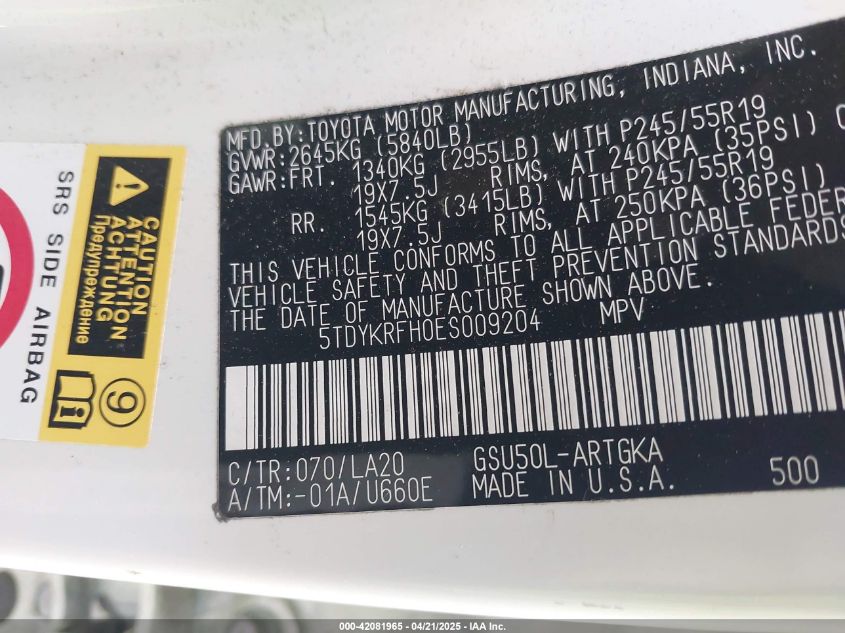 MFD.BY:TOYOTA MOTOR MANUFACTURING, INDIANA, INC.
GVWR:2645KG (5840LB)
GAWR:FRT. 1340KG (2955LB) WITH P245/55R19
19X7.5J RIMS, AT 240KPA (35PSI)
RR. 1545KG (3415LB) WITH P245/55R19
19X7.5J RIMS, AT 250KPA (36PSI)
THIS VEHICLE CONFORMS TO ALL APPLICABLE FEDER
VEHICLE SAFETY AND THEFT PREVENTION STANDARDS
THE DATE OF MANUFACTURE SHOWN ABOVE.
5TDYKRFH0ES009204 MPV
C/TR:070/LA20 GSU50L-ARTGKA
A/TM:-01A/U660E MADE IN U.S.A. 500
SRS SIDE AIRBAG
CAUTION
ATTENTION
ACHTUNG
Предупреждение
i
9
000-42081965 04/21/2025 - IAA Inc.